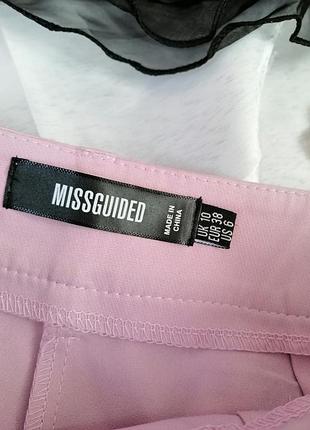 MISSGUIDED
MADE IN
CHINA
UK 10
EUR 38
US 6